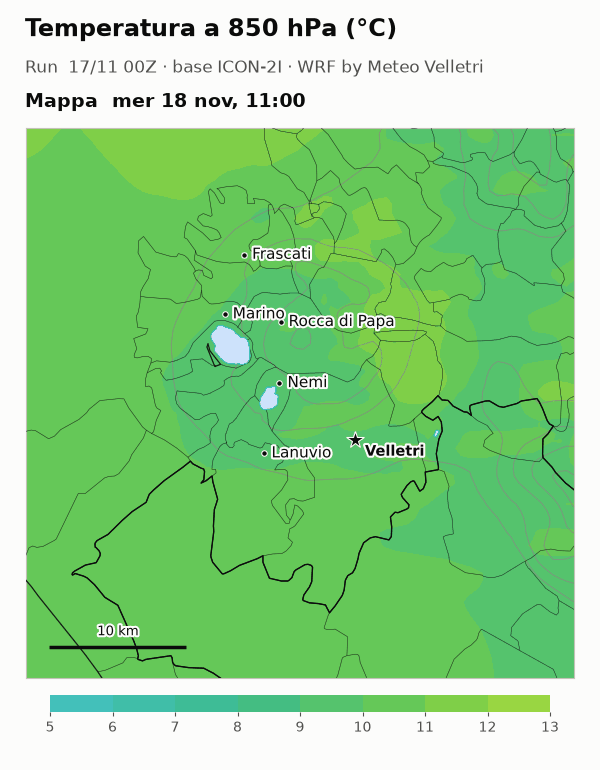 Temperatura a 850 hPa (°C)
Run  17/11 00Z · base ICON-2I · WRF by Meteo Velletri
Mappa  mer 18 nov, 11:00
Frascati
Marino
Rocca di Papa
Nemi
Velletri
Lanuvio
10 km
5 6 7 8 9 10 11 12 13